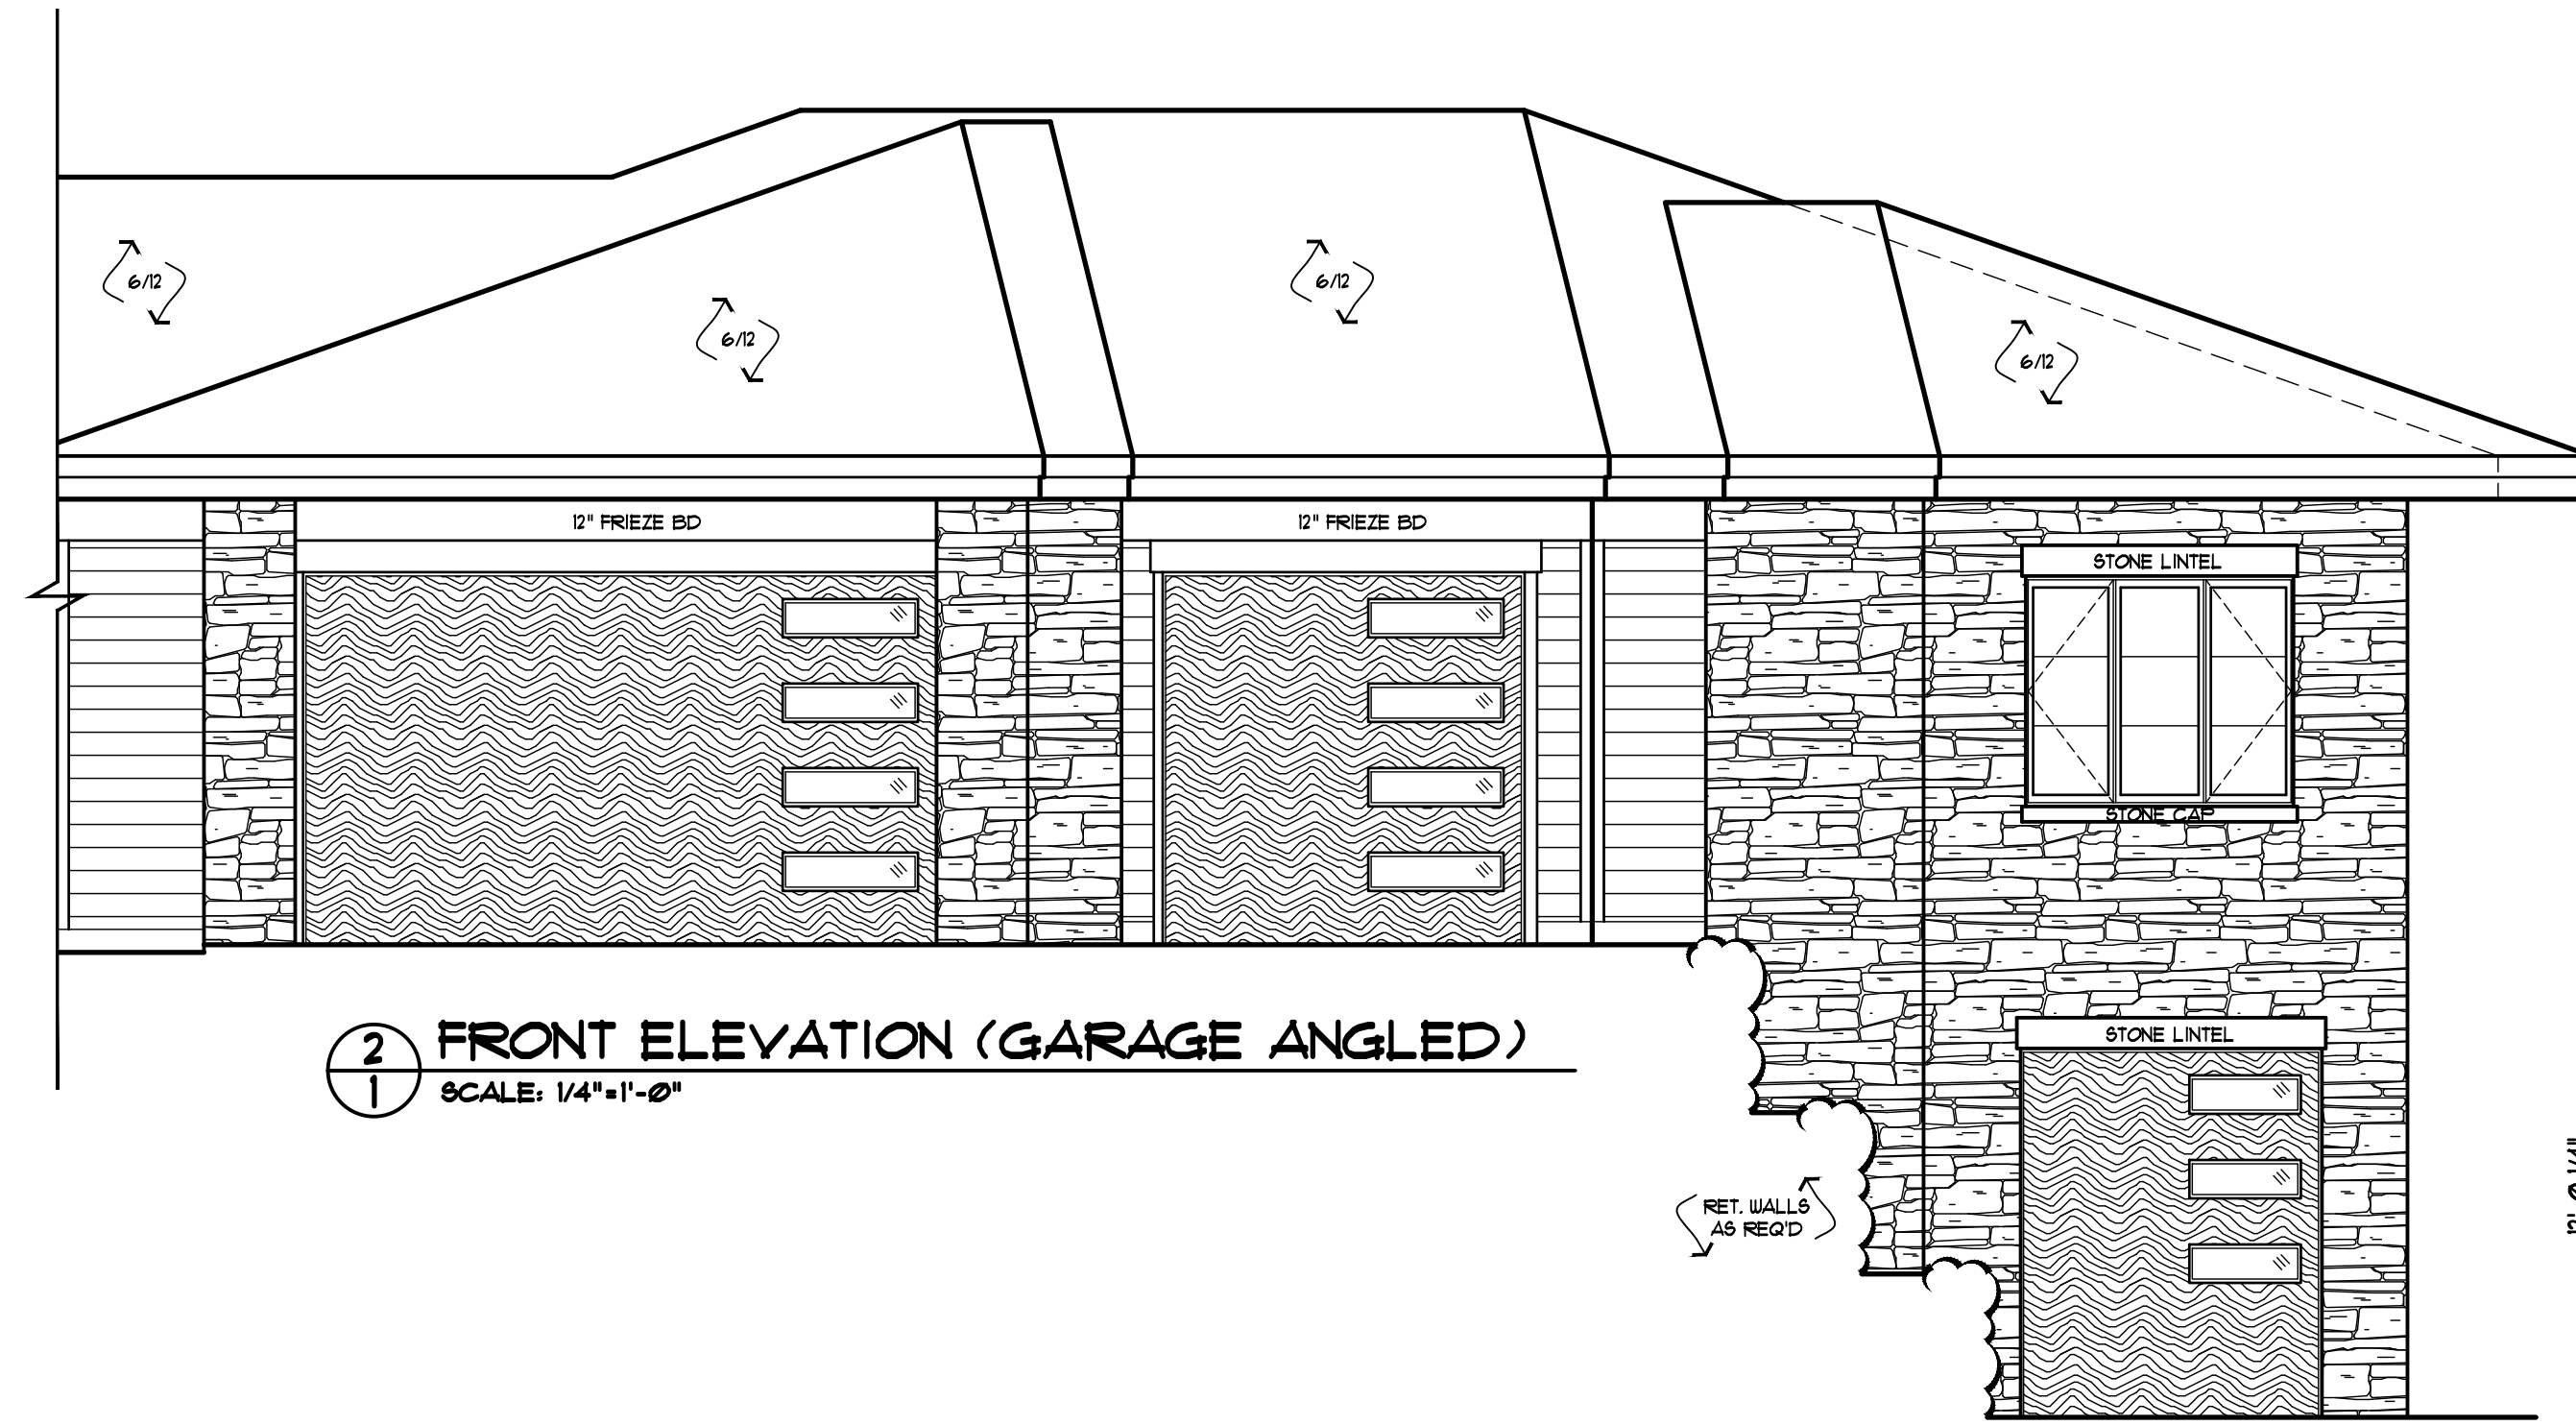 6/12
6/12
6/12
6/12
12" FRIEZE BD
12" FRIEZE BD
STONE LINTEL
STONE CAP
STONE LINTEL
2
1
FRONT ELEVATION (GARAGE ANGLED)
SCALE: 1/4"=1'-0"
RET. WALLS
AS REQ'D